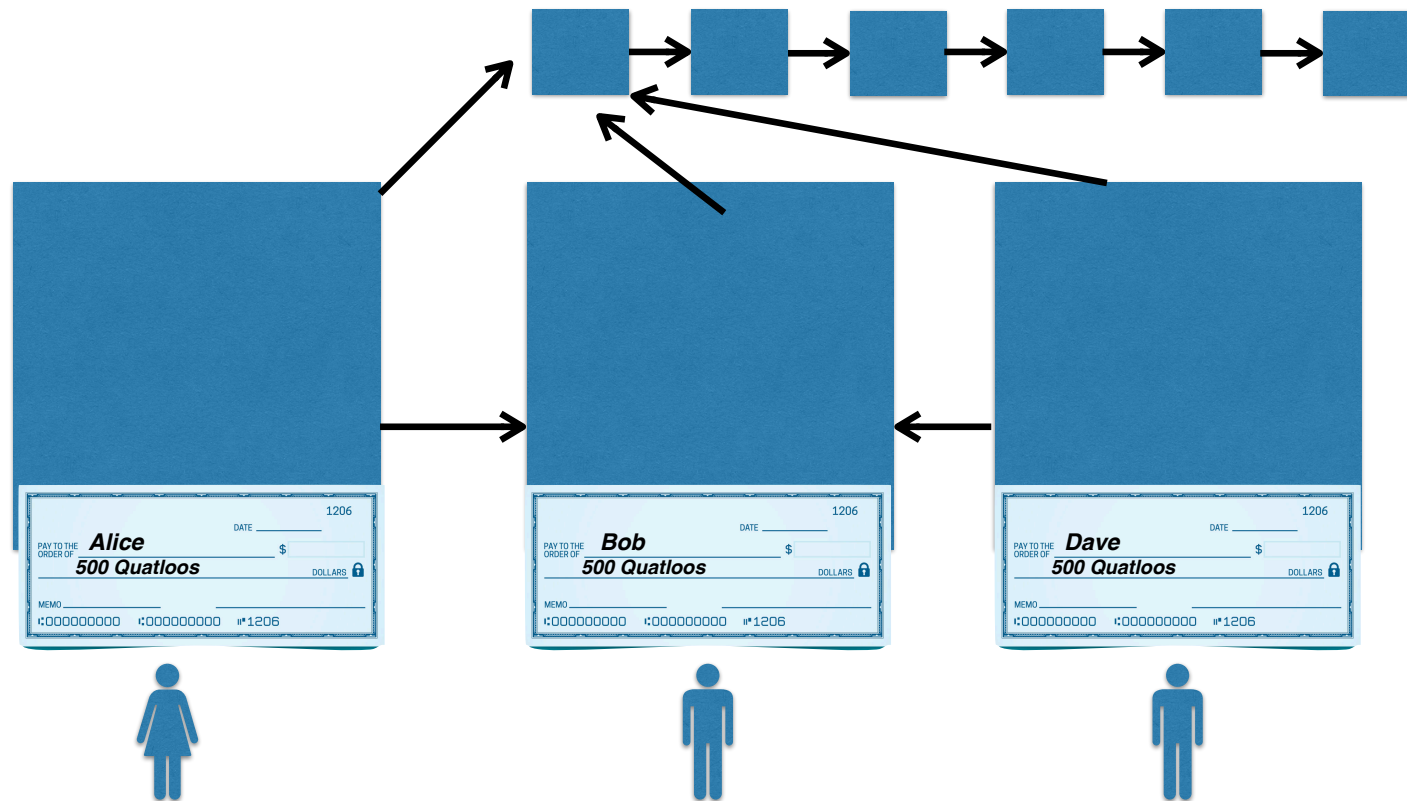 1206
DATE
PAY TO THE
ORDER OF Alice $
500 Quatloos DOLLARS
MEMO
⑆000000000 ⑆000000000 ⑈1206
1206
DATE
PAY TO THE
ORDER OF Bob $
500 Quatloos DOLLARS
MEMO
⑆000000000 ⑆000000000 ⑈1206
1206
DATE
PAY TO THE
ORDER OF Dave $
500 Quatloos DOLLARS
MEMO
⑆000000000 ⑆000000000 ⑈1206